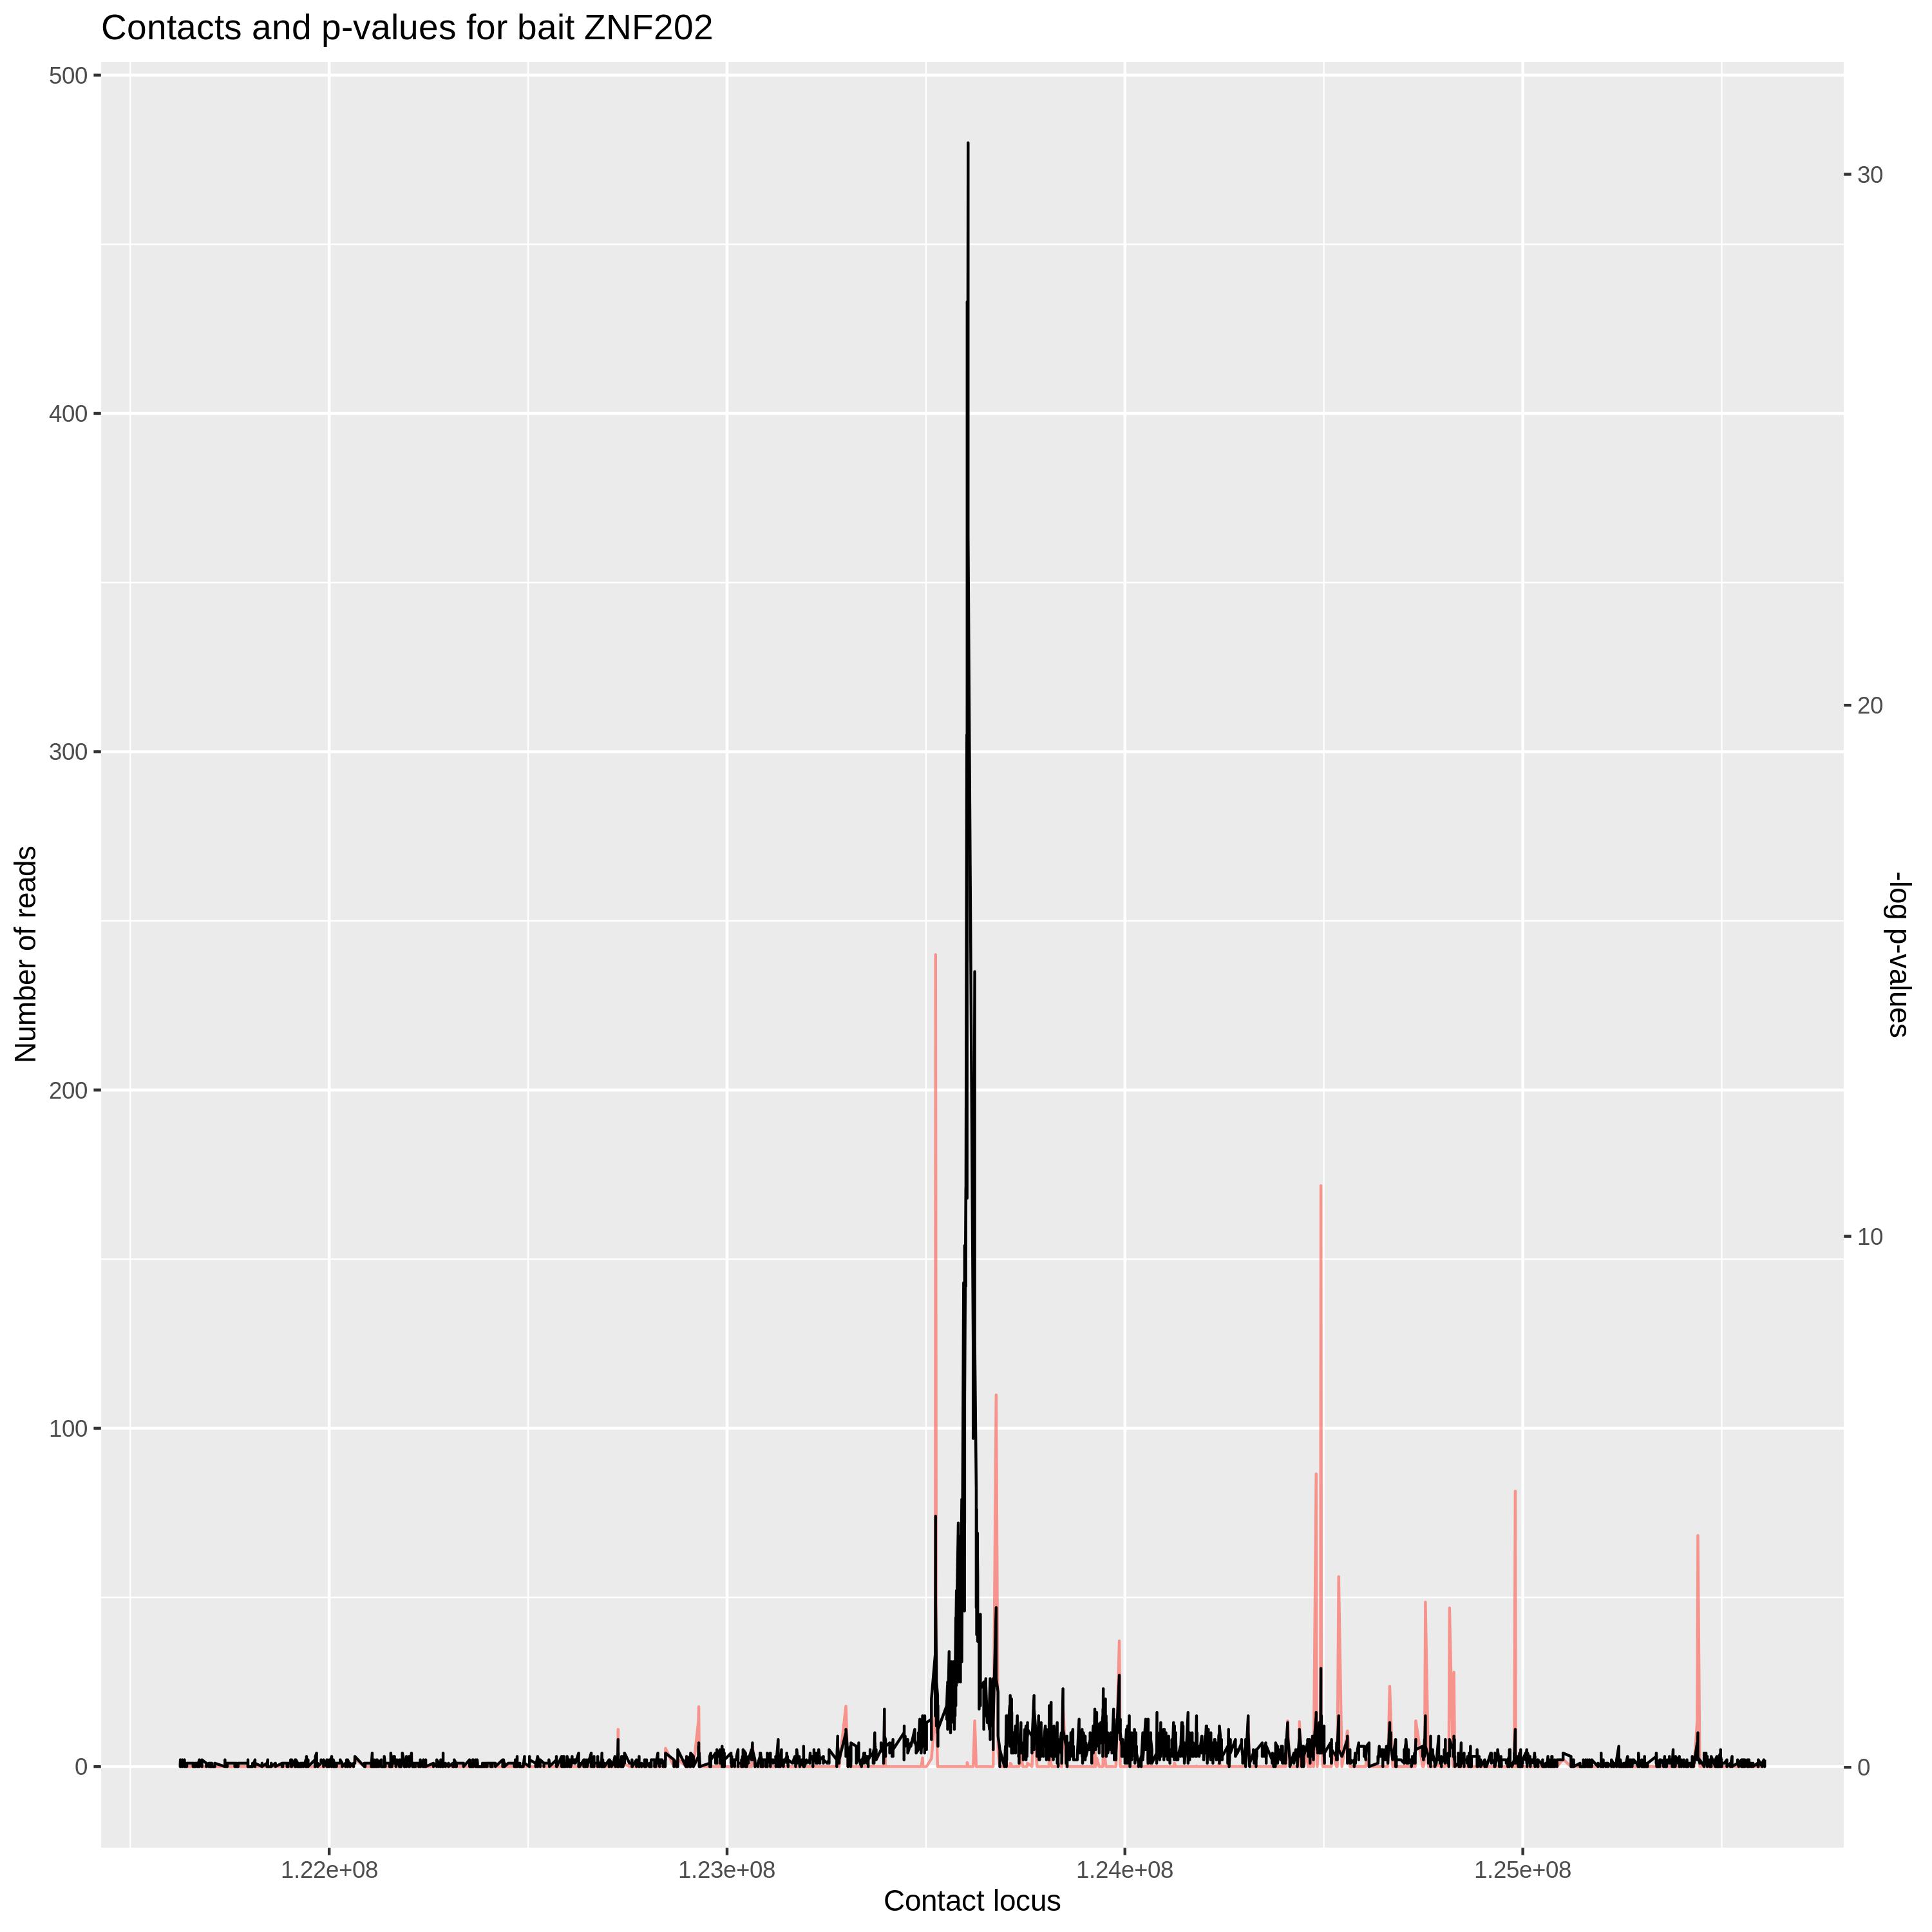 Contacts and p-values for bait ZNF202
500
400
300
200
100
0
Number of reads
30
20
10
0
-log p-values
1.22e+08
1.23e+08
1.24e+08
1.25e+08
Contact locus